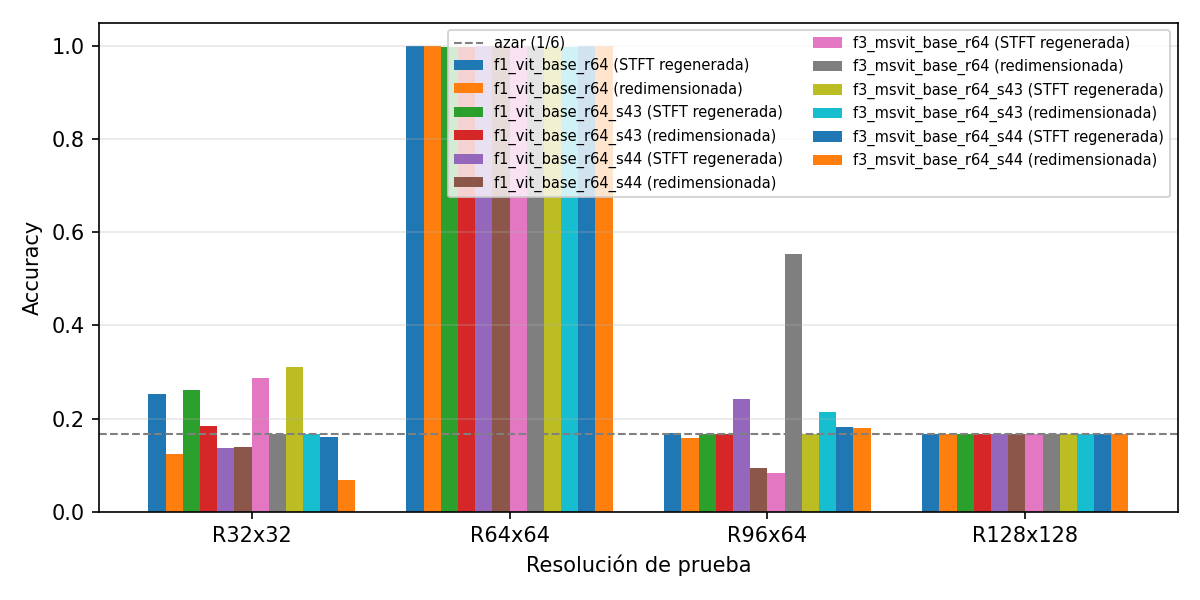 1.0
0.8
0.6
0.4
0.2
0.0
Accuracy
azar (1/6)
f1_vit_base_r64 (STFT regenerada)
f1_vit_base_r64 (redimensionada)
f1_vit_base_r64_s43 (STFT regenerada)
f1_vit_base_r64_s43 (redimensionada)
f1_vit_base_r64_s44 (STFT regenerada)
f1_vit_base_r64_s44 (redimensionada)
f3_msvit_base_r64 (STFT regenerada)
f3_msvit_base_r64 (redimensionada)
f3_msvit_base_r64_s43 (STFT regenerada)
f3_msvit_base_r64_s43 (redimensionada)
f3_msvit_base_r64_s44 (STFT regenerada)
f3_msvit_base_r64_s44 (redimensionada)
R32x32
R64x64
R96x64
R128x128
Resolución de prueba